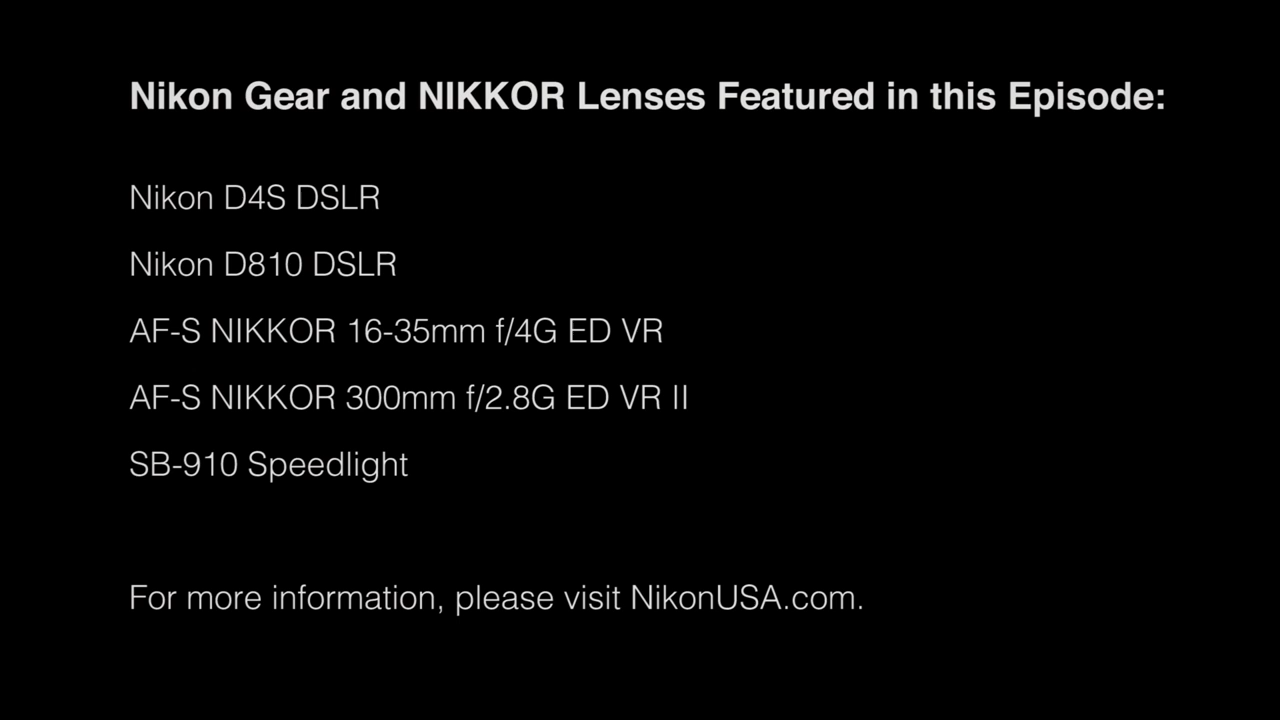 Nikon Gear and NIKKOR Lenses Featured in this Episode:
Nikon D4S DSLR
Nikon D810 DSLR
AF-S NIKKOR 16-35mm f/4G ED VR
AF-S NIKKOR 300mm f/2.8G ED VR II
SB-910 Speedlight
For more information, please visit NikonUSA.com.